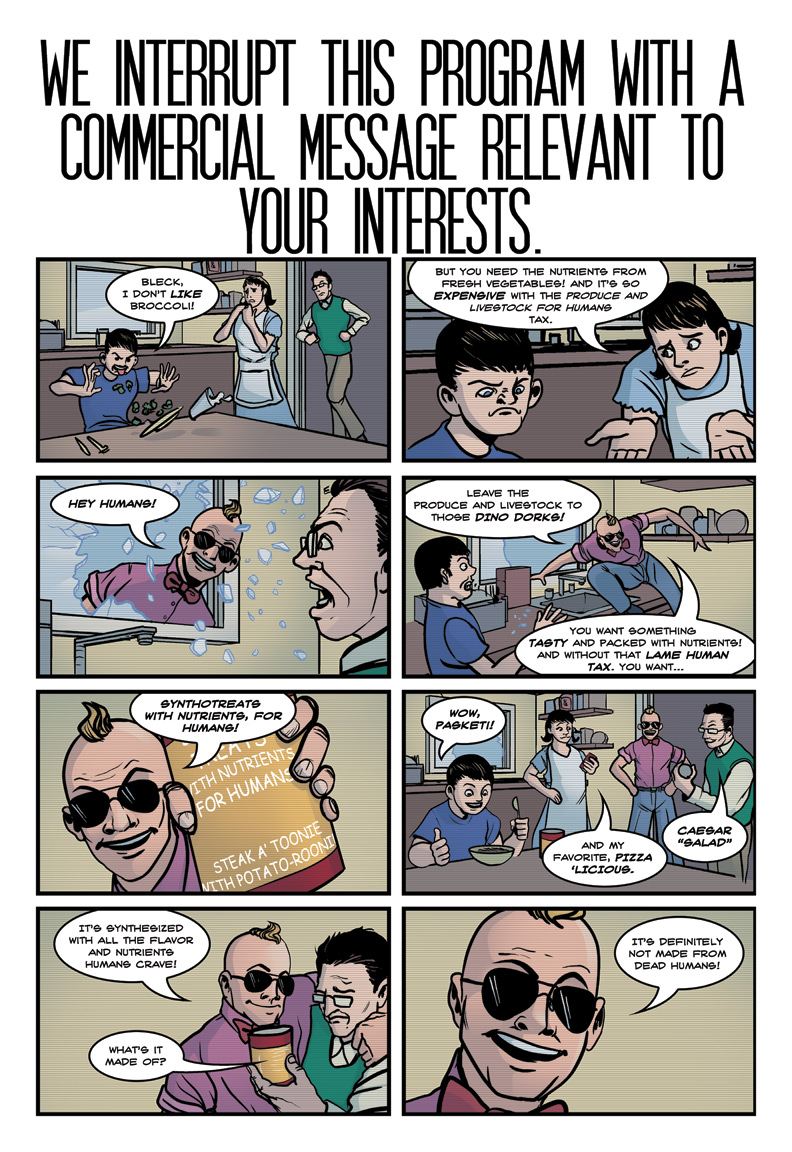 WE INTERRUPT THIS PROGRAM WITH A
COMMERCIAL MESSAGE RELEVANT TO
YOUR INTERESTS.
BLECK,
I DON'T LIKE
BROCCOLI!
BUT YOU NEED THE NUTRIENTS FROM
FRESH VEGETABLES! AND IT'S SO
EXPENSIVE WITH THE PRODUCE AND
LIVESTOCK FOR HUMANS
TAX.
HEY HUMANS!
LEAVE THE
PRODUCE AND LIVESTOCK TO
THOSE DINO DORKS!
YOU WANT SOMETHING
TASTY AND PACKED WITH NUTRIENTS!
AND WITHOUT THAT LAME HUMAN
TAX. YOU WANT...
SYNTHOTREATS
WITH NUTRIENTS, FOR
HUMANS!
WITH NUTRIENTS
FOR HUMANS
STEAK A' TOONIE
WITH POTATO-ROONI
WOW,
PASKETI!
AND MY
FAVORITE, PIZZA
'LICIOUS.
CAESAR
"SALAD"
IT'S SYNTHESIZED
WITH ALL THE FLAVOR
AND NUTRIENTS
HUMANS CRAVE!
WHAT'S IT
MADE OF?
IT'S DEFINITELY
NOT MADE FROM
DEAD HUMANS!